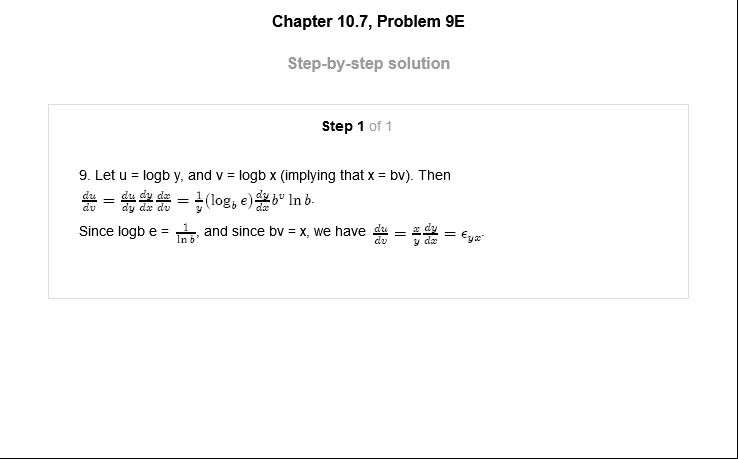 Chapter 10.7, Problem 9E
Step-by-step solution
Step 1 of 1
9. Let u = logb y, and v = logb x (implying that x = bv). Then
$\frac{du}{dv} = \frac{du}{dy}\frac{dy}{dx}\frac{dx}{dv} = \frac{1}{y}(\log_b e)\frac{dy}{dx}b^v \ln b.$
Since logb e = $\frac{1}{\ln b}$, and since bv = x, we have $\frac{du}{dv} = \frac{x}{y}\frac{dy}{dx} = \epsilon_{yx}.$